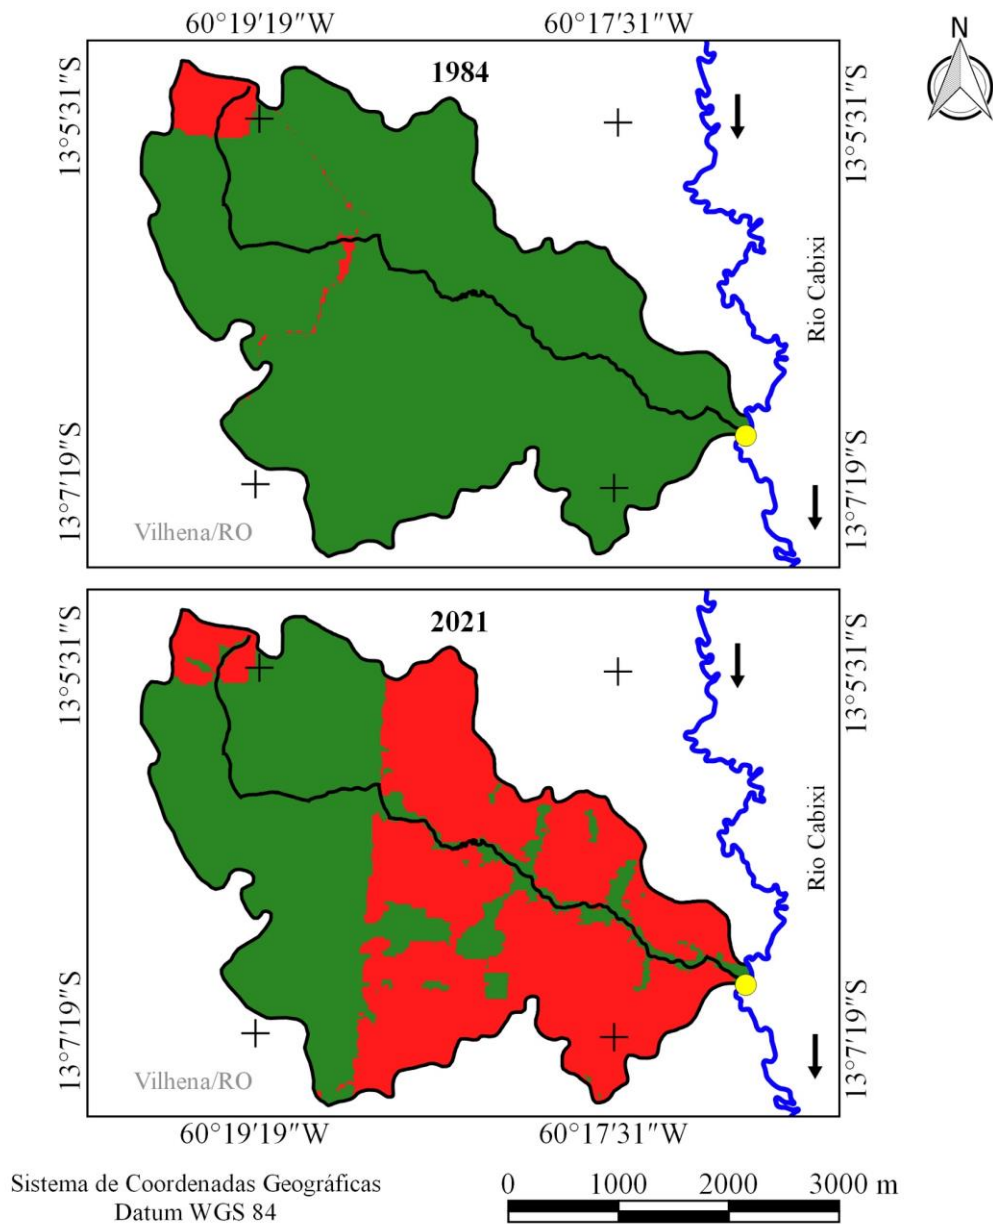 60°19'19"W 60°17'31"W
N
1984
13°5'31"S
13°5'31"S
Rio Cabixi
13°7'19"S
13°7'19"S
Vilhena/RO
2021
13°5'31"S
13°5'31"S
Rio Cabixi
13°7'19"S
13°7'19"S
Vilhena/RO
60°19'19"W 60°17'31"W
Sistema de Coordenadas Geográficas
Datum WGS 84
0 1000 2000 3000 m